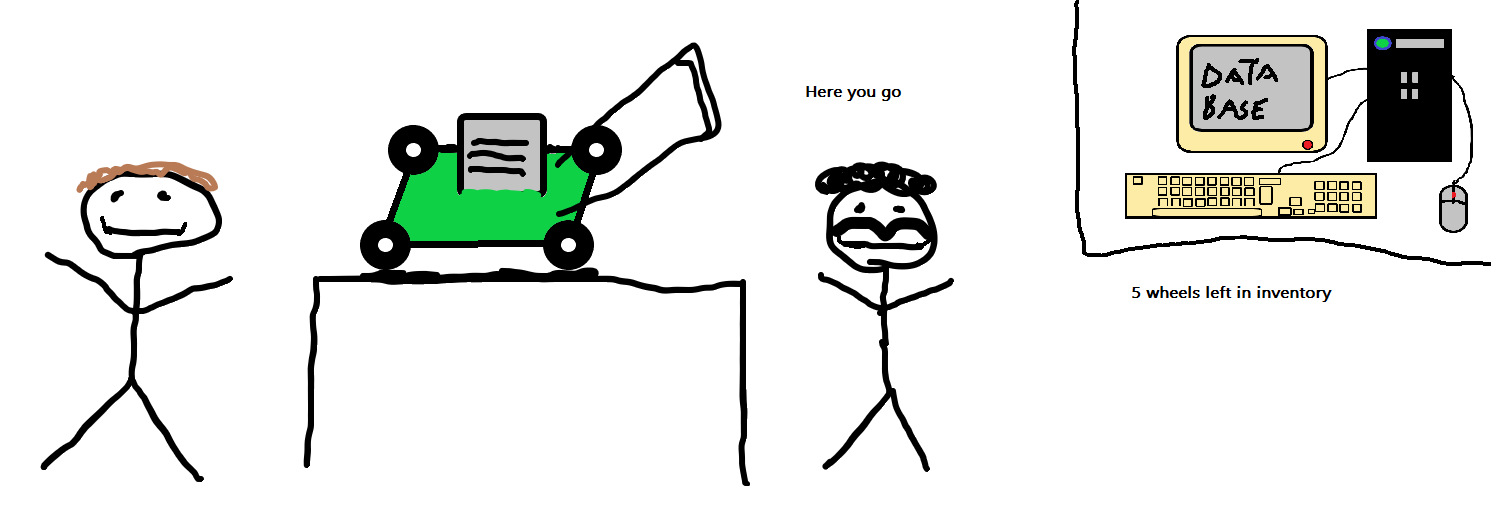 Here you go
DATA
BASE
5 wheels left in inventory